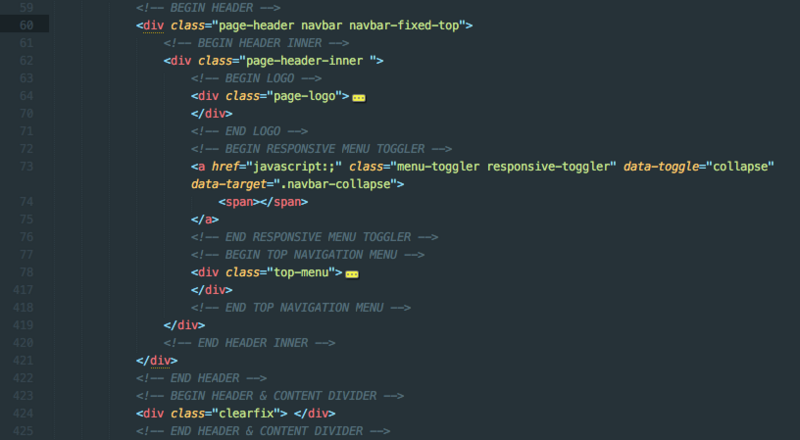 59 <!-- BEGIN HEADER -->
60 <div class="page-header navbar navbar-fixed-top">
61 <!-- BEGIN HEADER INNER -->
62 <div class="page-header-inner ">
63 <!-- BEGIN LOGO -->
64 <div class="page-logo">
70 </div>
71 <!-- END LOGO -->
72 <!-- BEGIN RESPONSIVE MENU TOGGLER -->
73 <a href="javascript:;" class="menu-toggler responsive-toggler" data-toggle="collapse"
data-target=".navbar-collapse">
74 <span></span>
75 </a>
76 <!-- END RESPONSIVE MENU TOGGLER -->
77 <!-- BEGIN TOP NAVIGATION MENU -->
78 <div class="top-menu">
417 </div>
418 <!-- END TOP NAVIGATION MENU -->
419 </div>
420 <!-- END HEADER INNER -->
421 </div>
422 <!-- END HEADER -->
423 <!-- BEGIN HEADER & CONTENT DIVIDER -->
424 <div class="clearfix"> </div>
425 <!-- END HEADER & CONTENT DIVIDER -->